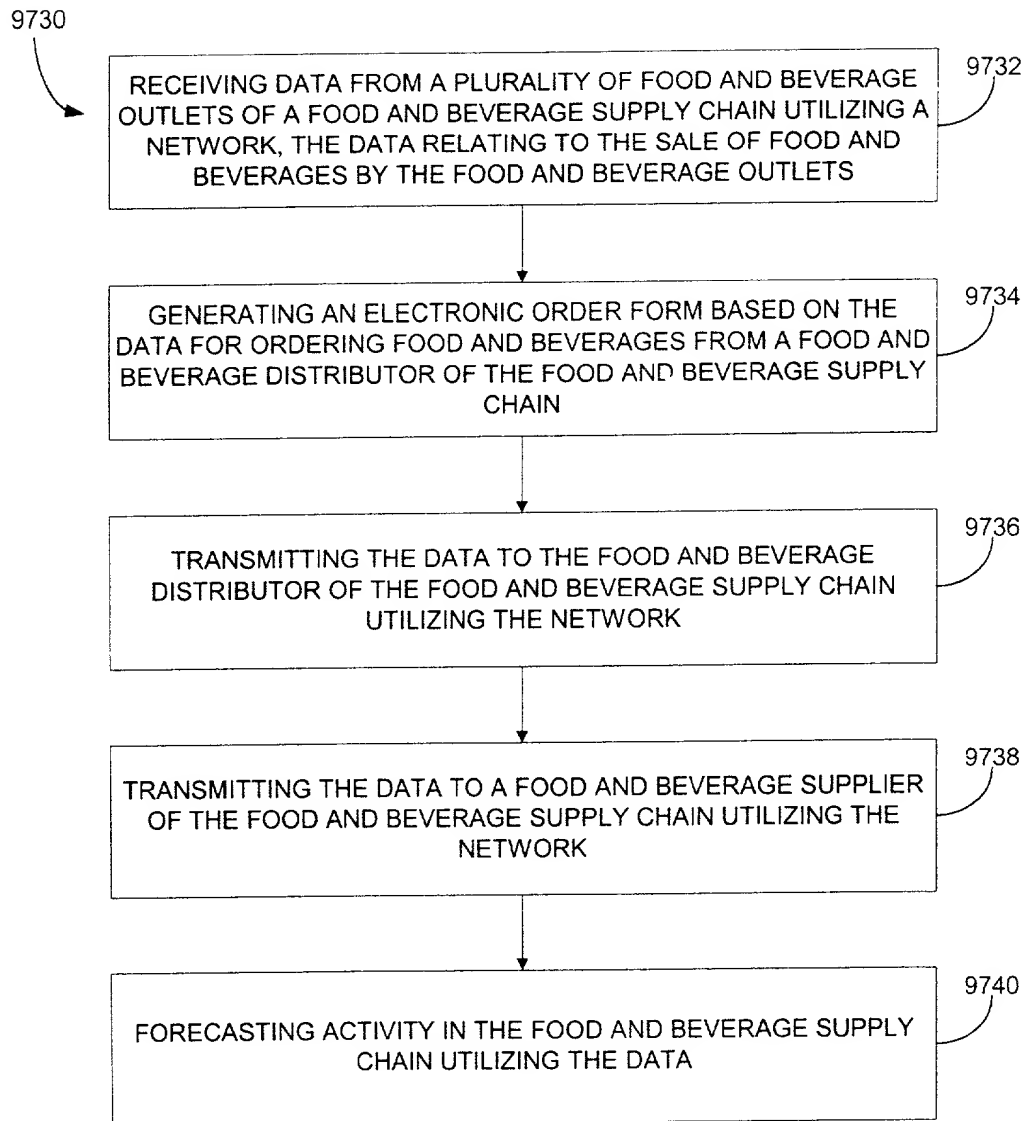 9730
RECEIVING DATA FROM A PLURALITY OF FOOD AND BEVERAGE
OUTLETS OF A FOOD AND BEVERAGE SUPPLY CHAIN UTILIZING A
NETWORK, THE DATA RELATING TO THE SALE OF FOOD AND
BEVERAGES BY THE FOOD AND BEVERAGE OUTLETS
9732
GENERATING AN ELECTRONIC ORDER FORM BASED ON THE
DATA FOR ORDERING FOOD AND BEVERAGES FROM A FOOD AND
BEVERAGE DISTRIBUTOR OF THE FOOD AND BEVERAGE SUPPLY
CHAIN
9734
TRANSMITTING THE DATA TO THE FOOD AND BEVERAGE
DISTRIBUTOR OF THE FOOD AND BEVERAGE SUPPLY CHAIN
UTILIZING THE NETWORK
9736
TRANSMITTING THE DATA TO A FOOD AND BEVERAGE SUPPLIER
OF THE FOOD AND BEVERAGE SUPPLY CHAIN UTILIZING THE
NETWORK
9738
FORECASTING ACTIVITY IN THE FOOD AND BEVERAGE SUPPLY
CHAIN UTILIZING THE DATA
9740